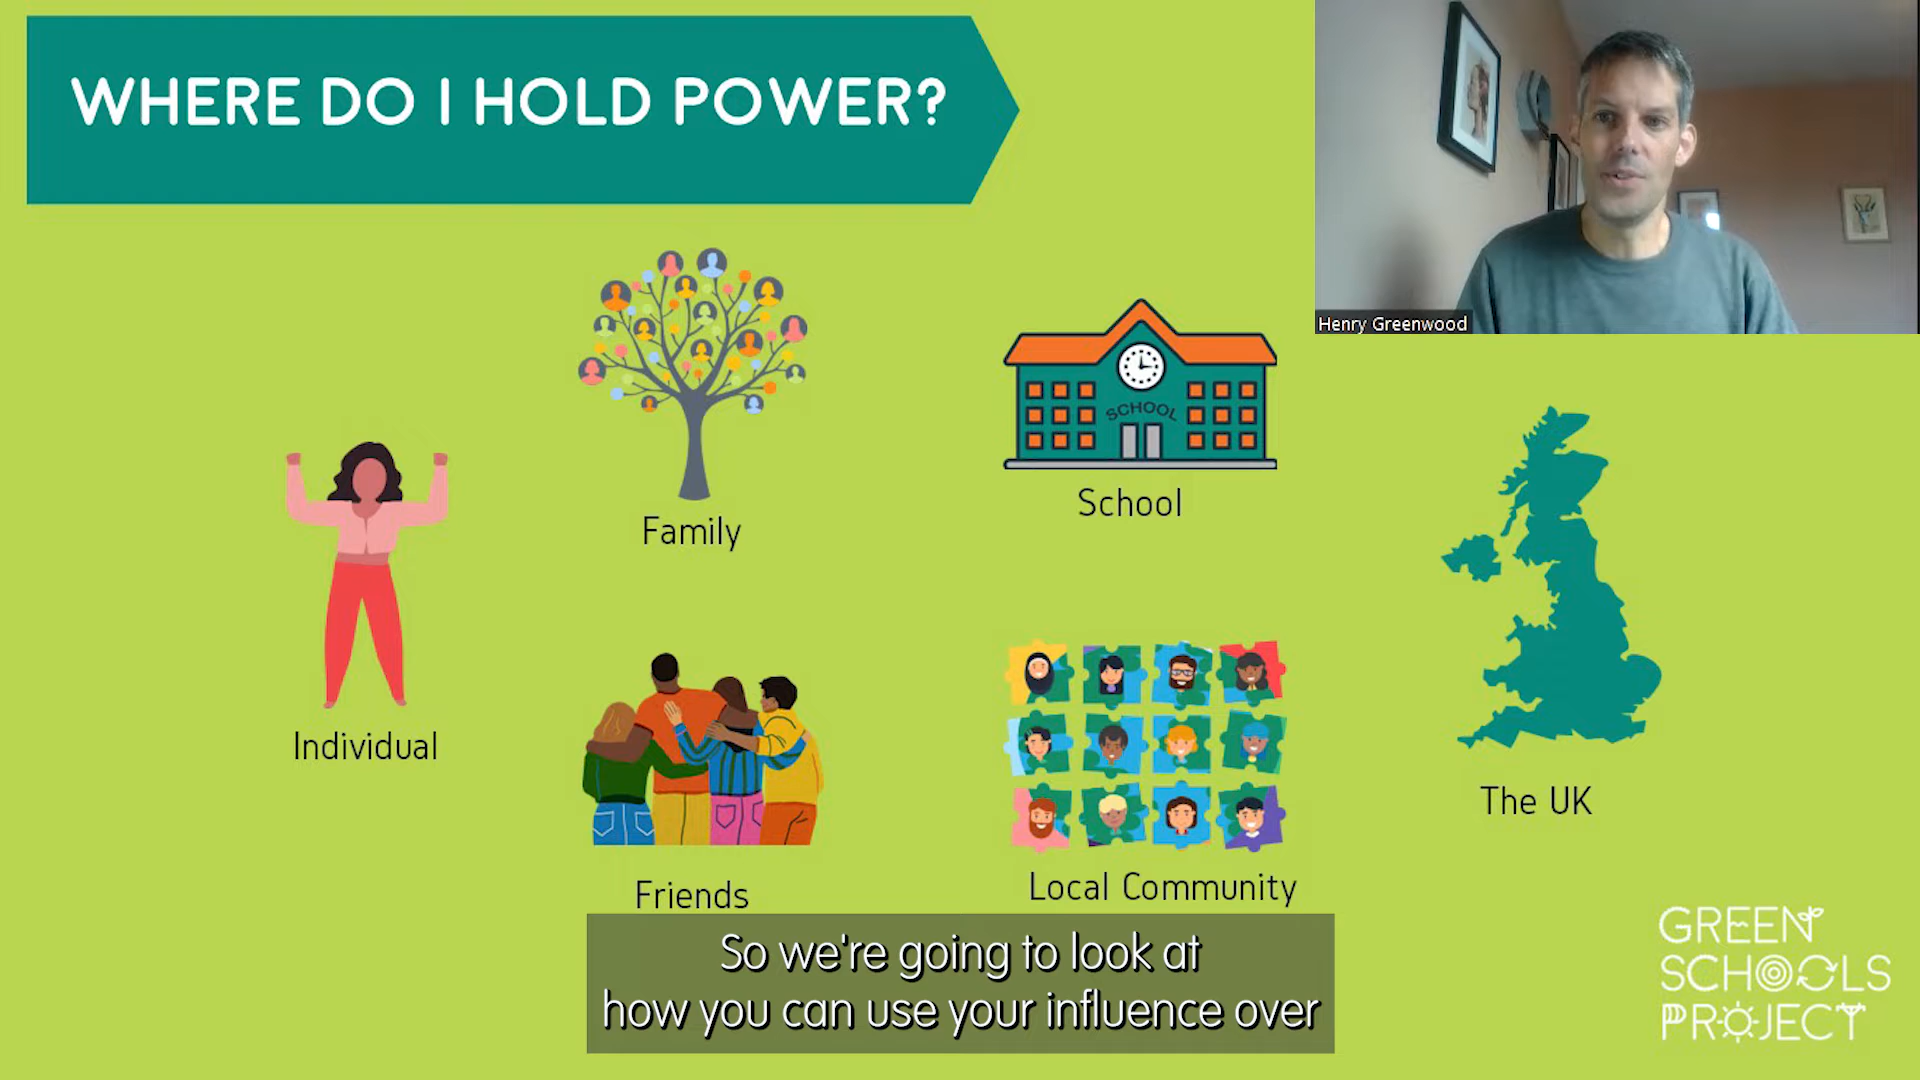 WHERE DO I HOLD POWER?
Henry Greenwood
SCHOOL
Family
School
Individual
The UK
Friends
Local Community
So we're going to look at
how you can use your influence over
GREEN
SCHOOLS
PROJECT